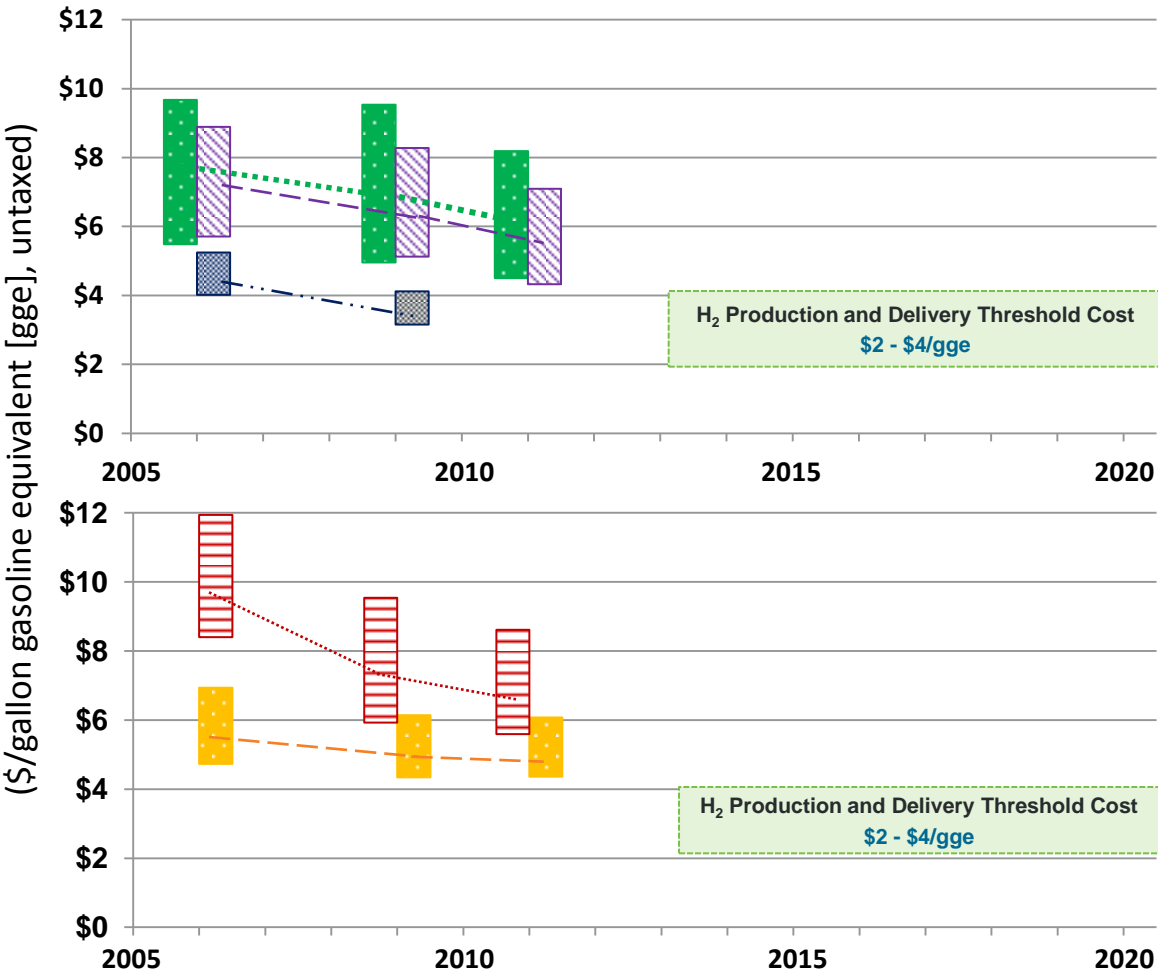 ($/gallon gasoline equivalent [gge], untaxed)
$12
$10
$8
$6
$4
$2
$0
H₂ Production and Delivery Threshold Cost
$2 - $4/gge
2005 2010 2015 2020
$12
$10
$8
$6
$4
$2
$0
H₂ Production and Delivery Threshold Cost
$2 - $4/gge
2005 2010 2015 2020